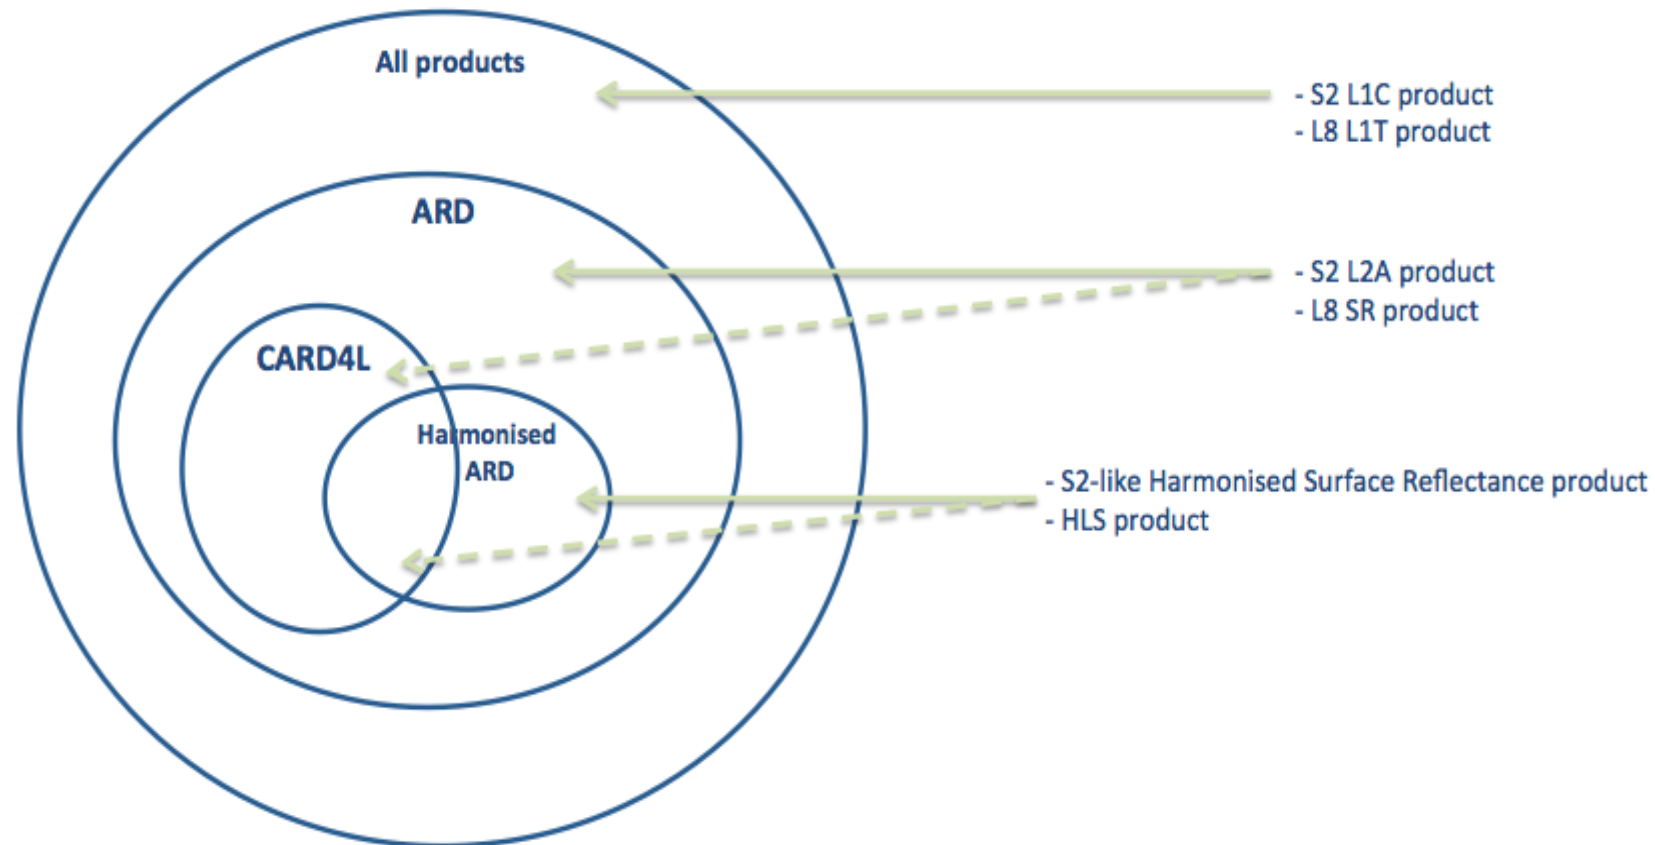 All products
- S2 L1C product
- L8 L1T product
ARD
- S2 L2A product
- L8 SR product
CARD4L
Harmonised
ARD
- S2-like Harmonised Surface Reflectance product
- HLS product